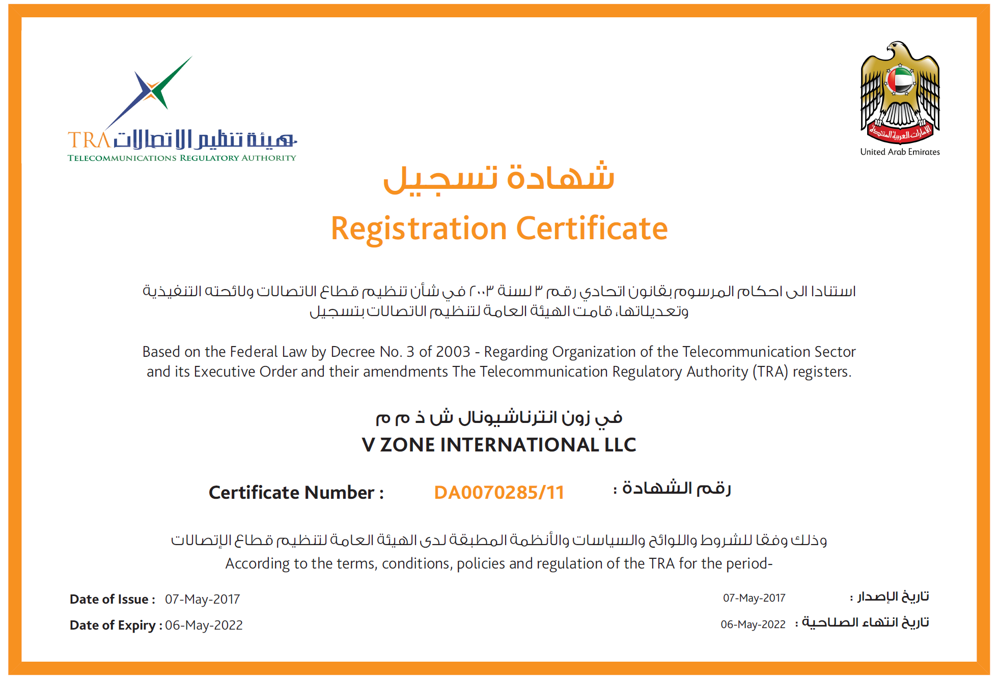 TRA هيئة تنظيم الاتصالات
TELECOMMUNICATIONS REGULATORY AUTHORITY
الإمارات العربية المتحدة
United Arab Emirates
شهادة تسجيل
Registration Certificate
استنادا الى احكام المرسوم بقانون اتحادي رقم ٣ لسنة ٢٠٠٣ في شأن تنظيم قطاع الاتصالات ولائحته التنفيذية
وتعديلاتها، قامت الهيئة العامة لتنظيم الاتصالات بتسجيل
Based on the Federal Law by Decree No. 3 of 2003 - Regarding Organization of the Telecommunication Sector
and its Executive Order and their amendments The Telecommunication Regulatory Authority (TRA) registers.
في زون انترناشيونال ش ذ م م
V ZONE INTERNATIONAL LLC
Certificate Number : DA0070285/11 رقم الشهادة :
وذلك وفقا للشروط واللوائح والسياسات والأنظمة المطبقة لدى الهيئة العامة لتنظيم قطاع الإتصالات
According to the terms, conditions, policies and regulation of the TRA for the period-
Date of Issue : 07-May-2017
تاريخ الإصدار : 07-May-2017
Date of Expiry : 06-May-2022
تاريخ انتهاء الصلاحية : 06-May-2022